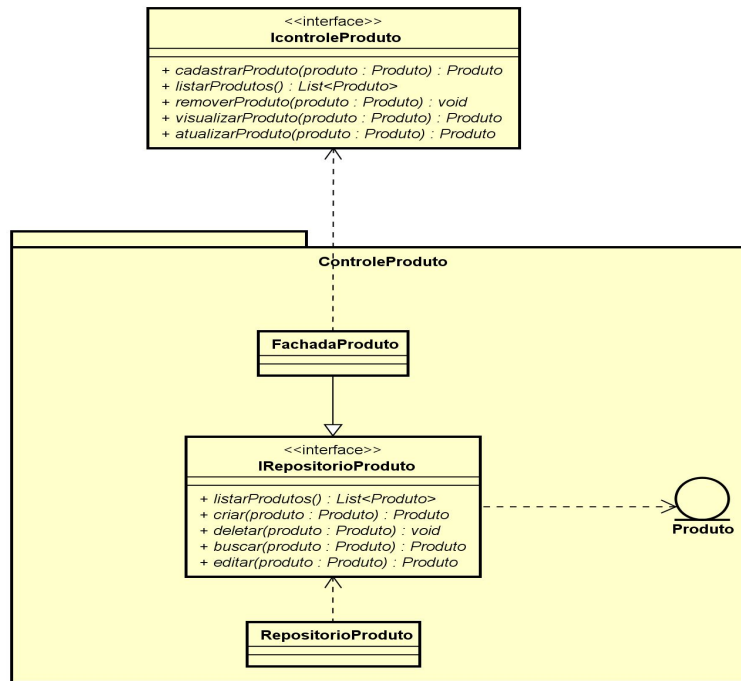 <<interface>>
IcontroleProduto
+ cadastrarProduto(produto : Produto) : Produto
+ listarProdutos() : List<Produto>
+ removerProduto(produto : Produto) : void
+ visualizarProduto(produto : Produto) : Produto
+ atualizarProduto(produto : Produto) : Produto
ControleProduto
FachadaProduto
<<interface>>
IRepositorioProduto
+ listarProdutos() : List<Produto>
+ criar(produto : Produto) : Produto
+ deletar(produto : Produto) : void
+ buscar(produto : Produto) : Produto
+ editar(produto : Produto) : Produto
Produto
RepositorioProduto